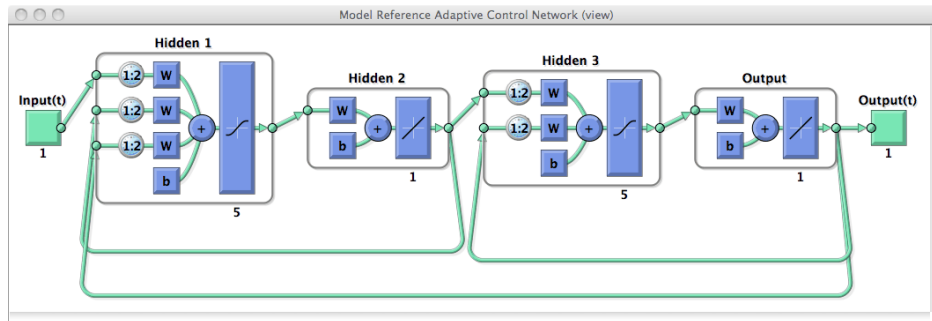 Model Reference Adaptive Control Network (view)
Hidden 1
Hidden 2
Hidden 3
Output
Input(t)
Output(t)
1:2 W
1:2 W
1:2 W
b
+
5
W
b
+
1
1:2 W
1:2 W
b
+
5
W
b
+
1
1
1